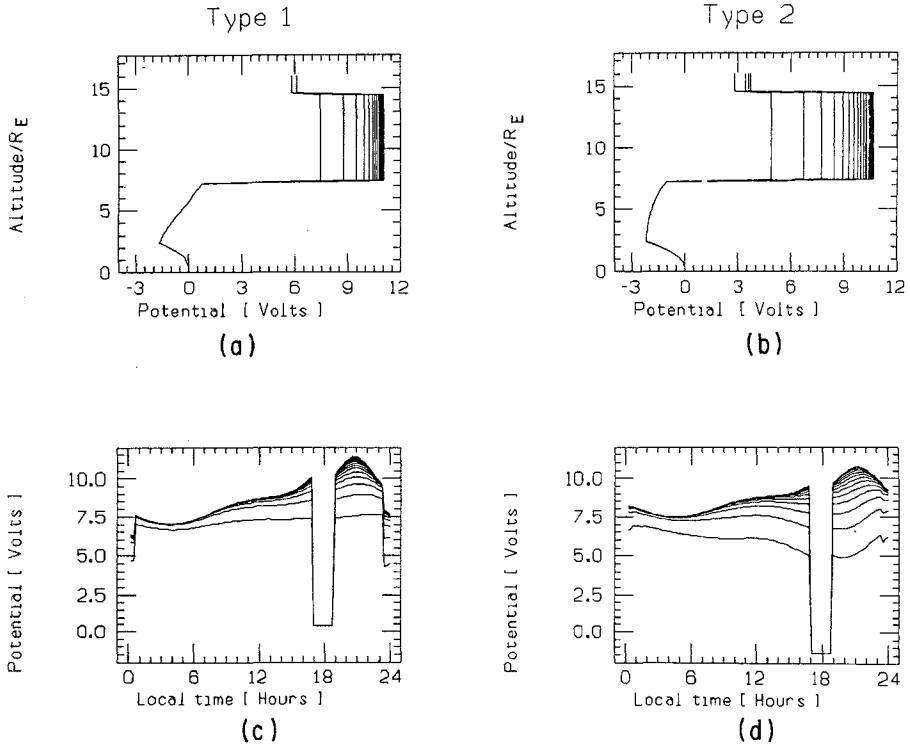 Type 1
Type 2
Altitude/RE
15
10
5
0
-3 0 3 6 9 12
Potential [ Volts ]
(a)
Altitude/RE
15
10
5
0
-3 0 3 6 9 12
Potential [ Volts ]
(b)
Potential [ Volts ]
10.0
7.5
5.0
2.5
0.0
0 6 12 18 24
Local time [ Hours ]
(c)
Potential [ Volts ]
10.0
7.5
5.0
2.5
0.0
0 6 12 18 24
Local time [ Hours ]
(d)